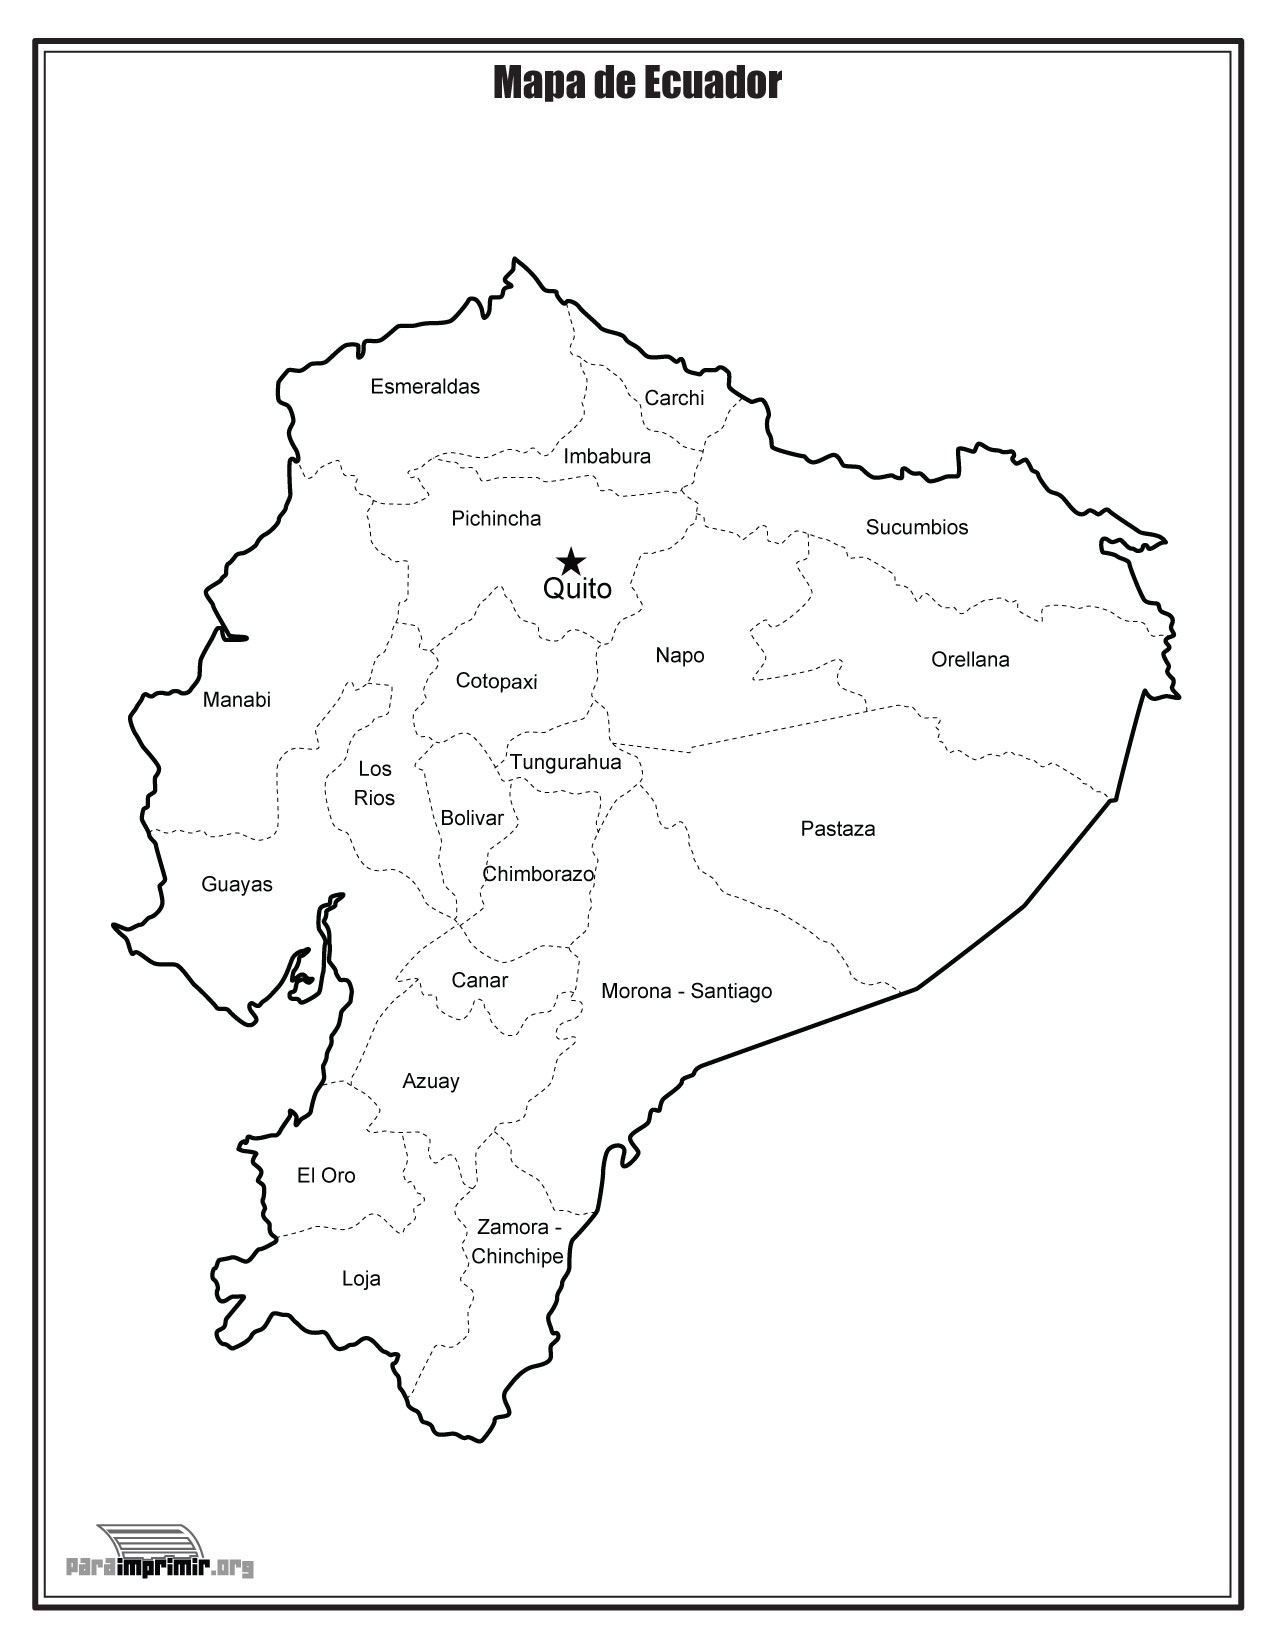 Mapa de Ecuador
Esmeraldas
Carchi
Imbabura
Pichincha
Sucumbios
Quito
Napo
Orellana
Cotopaxi
Manabi
Los
Rios
Tungurahua
Bolivar
Pastaza
Chimborazo
Guayas
Canar
Morona - Santiago
Azuay
El Oro
Zamora -
Chinchipe
Loja
paraimprimir.org